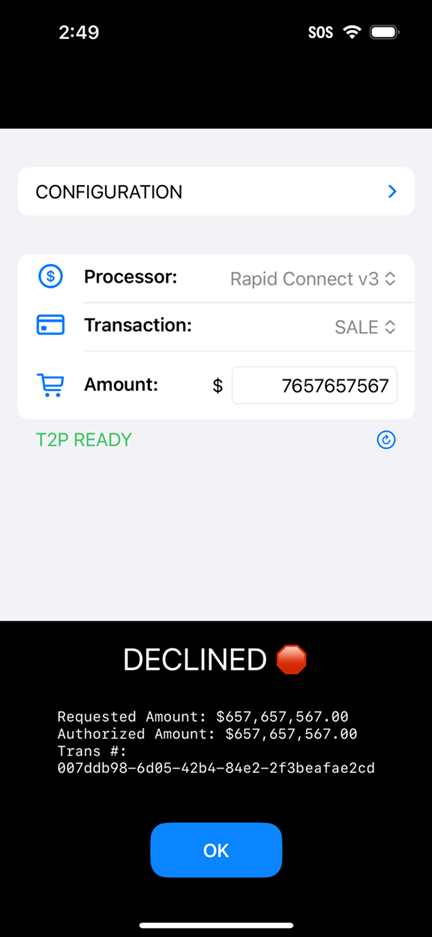 2:49 SOS
CONFIGURATION
Processor: Rapid Connect v3
Transaction: SALE
Amount: $ 7657657567
T2P READY
DECLINED
Requested Amount: $657,657,567.00
Authorized Amount: $657,657,567.00
Trans #:
007ddb98-6d05-42b4-84e2-2f3beafae2cd
OK